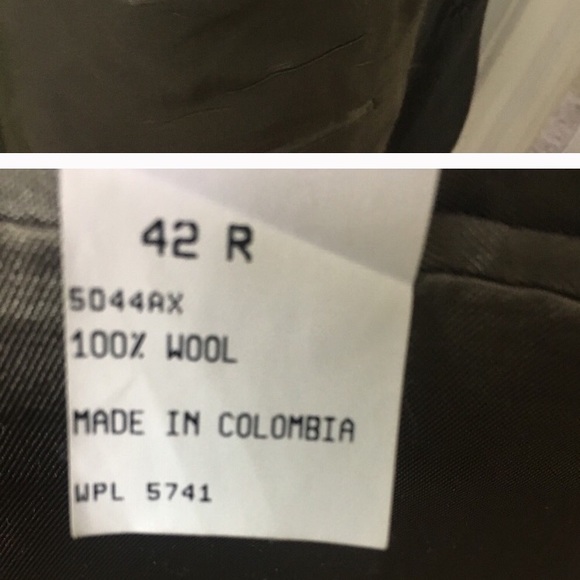 42 R
5044AX
100% WOOL
MADE IN COLOMBIA
WPL 5741